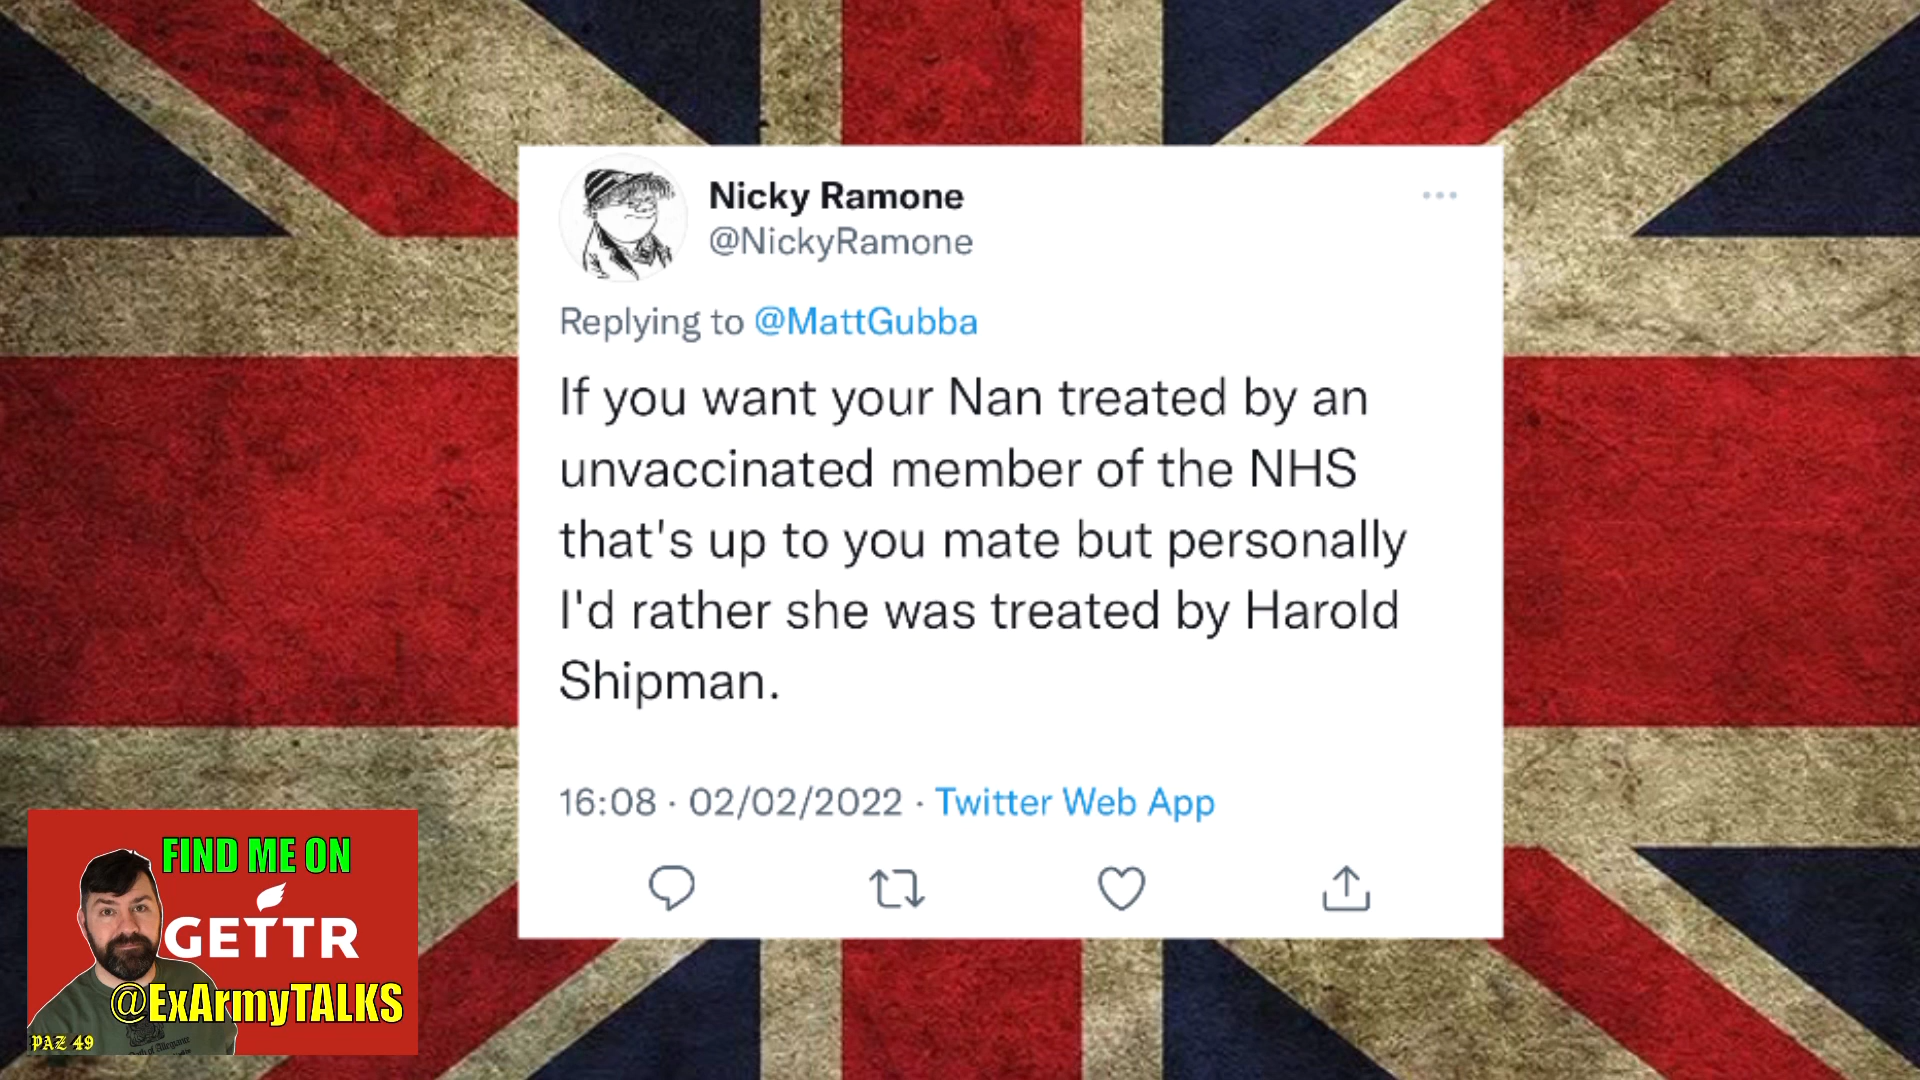 Nicky Ramone
@NickyRamone
Replying to @MattGubba
If you want your Nan treated by an
unvaccinated member of the NHS
that's up to you mate but personally
I'd rather she was treated by Harold
Shipman.
16:08 · 02/02/2022 · Twitter Web App
FIND ME ON
GETTR
@ExArmyTALKS
PAZ 49